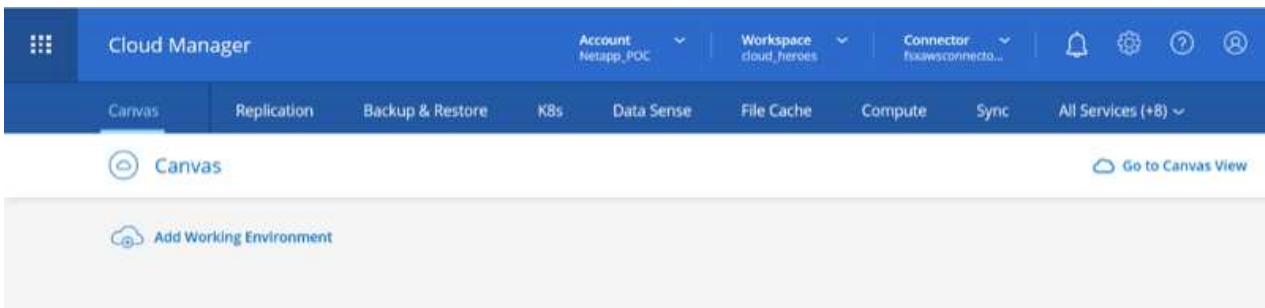 Cloud Manager
Account
Netapp_POC
Workspace
cloud_heroes
Connector
fsxawsconnecto...
Canvas Replication Backup & Restore K8s Data Sense File Cache Compute Sync All Services (+8)
Canvas
Go to Canvas View
Add Working Environment